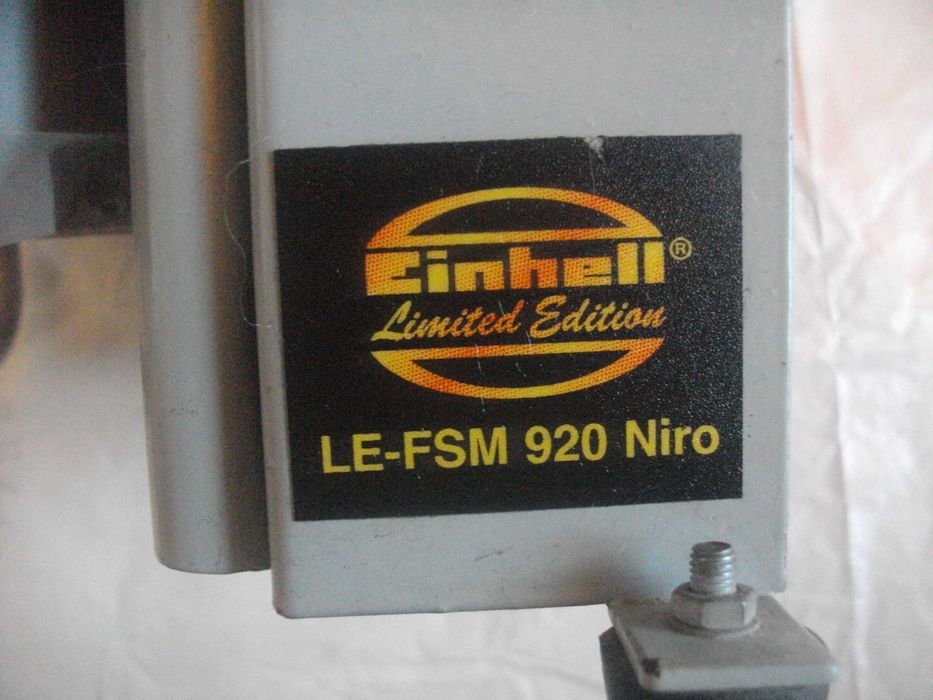 Einhell®
Limited Edition
LE-FSM 920 Niro